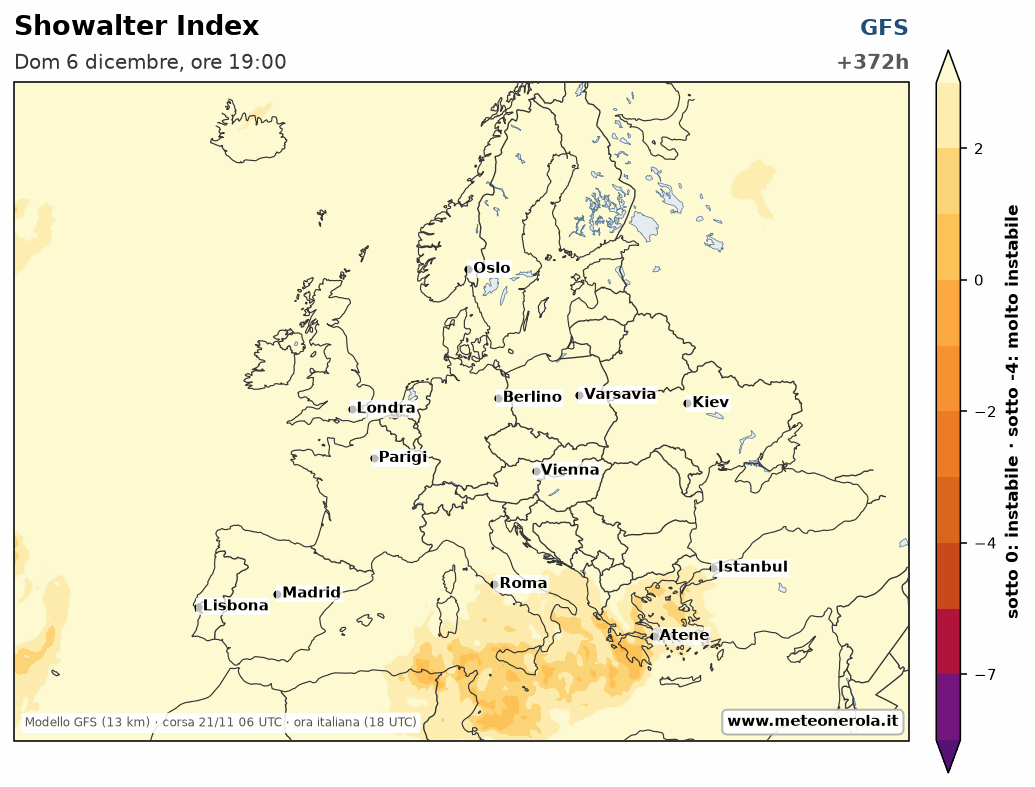 Showalter Index
GFS
Dom 6 dicembre, ore 19:00
+372h
Oslo
Londra
Berlino
Varsavia
Kiev
Parigi
Vienna
Roma
Istanbul
Madrid
Lisbona
Atene
Modello GFS (13 km) · corsa 21/11 06 UTC · ora italiana (18 UTC)
www.meteonerola.it
2
0
−2
−4
−7
sotto 0: instabile · sotto -4: molto instabile